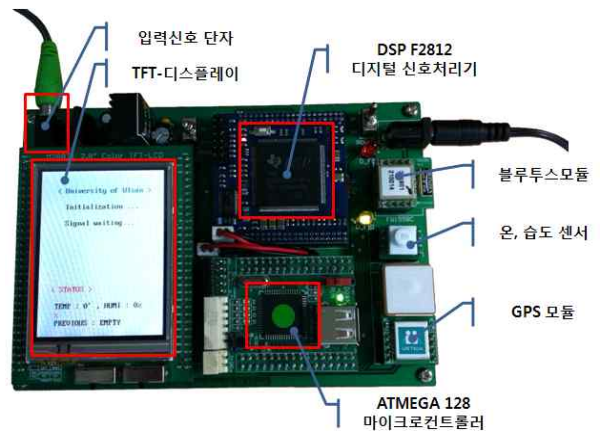 입력신호 단자
TFT-디스플레이
DSP F2812
디지털 신호처리기
블루투스모듈
온, 습도 센서
GPS 모듈
ATMEGA 128
마이크로컨트롤러
Color TFT-LCD
< University of Ulsan >
Initialization ...
Signal waiting...
< STATUS >
TEMP : 0° , HUMI : 0%
PREVIOUS : EMPTY